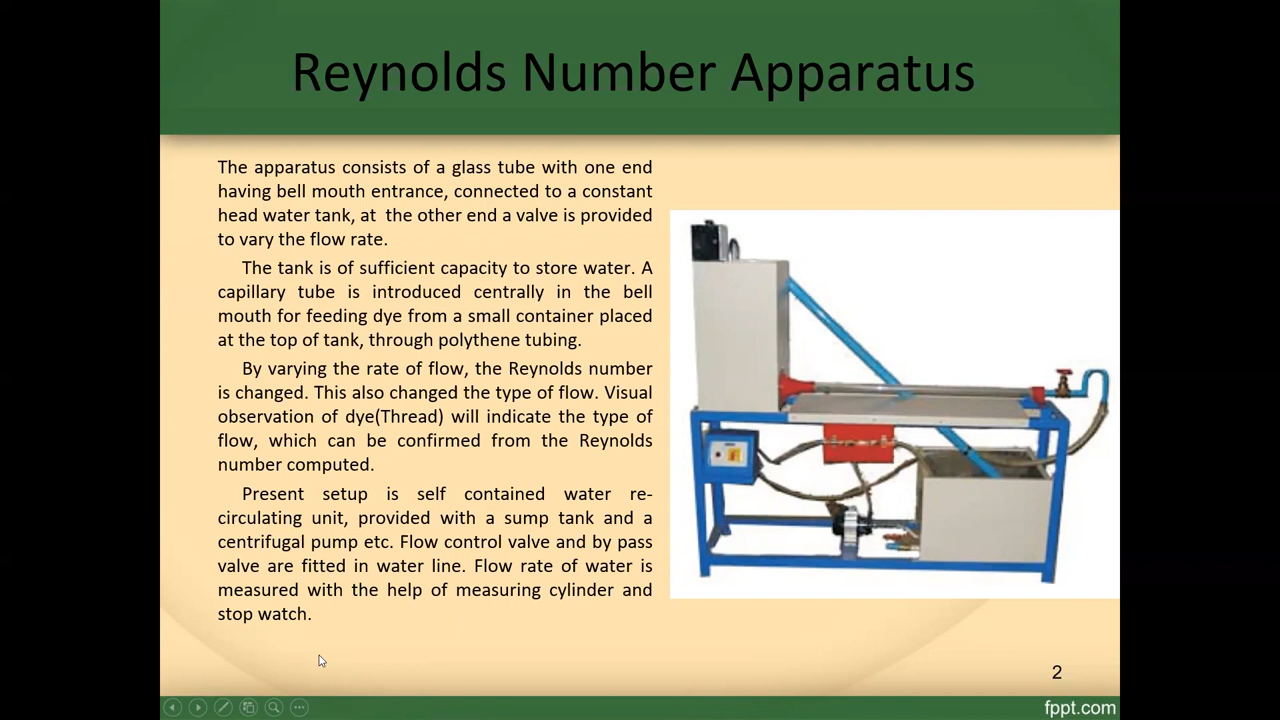 Reynolds Number Apparatus
The apparatus consists of a glass tube with one end
having bell mouth entrance, connected to a constant
head water tank, at the other end a valve is provided
to vary the flow rate.
The tank is of sufficient capacity to store water. A
capillary tube is introduced centrally in the bell
mouth for feeding dye from a small container placed
at the top of tank, through polythene tubing.
By varying the rate of flow, the Reynolds number
is changed. This also changed the type of flow. Visual
observation of dye(Thread) will indicate the type of
flow, which can be confirmed from the Reynolds
number computed.
Present setup is self contained water re-
circulating unit, provided with a sump tank and a
centrifugal pump etc. Flow control valve and by pass
valve are fitted in water line. Flow rate of water is
measured with the help of measuring cylinder and
stop watch.
2
fppt.com